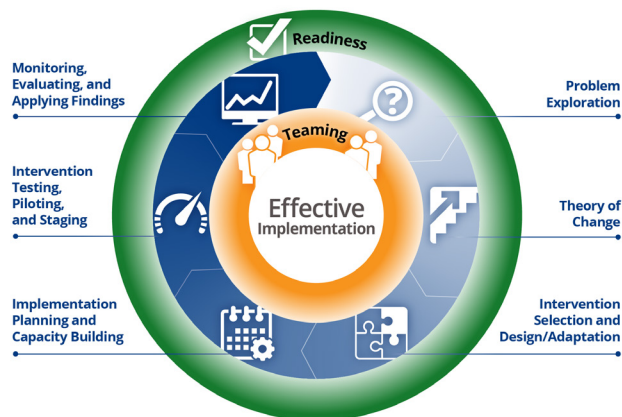 Readiness
Monitoring,
Evaluating, and
Applying Findings
Problem
Exploration
Teaming
Intervention
Testing,
Piloting,
and Staging
Effective
Implementation
Theory of
Change
Implementation
Planning and
Capacity Building
Intervention
Selection and
Design/Adaptation